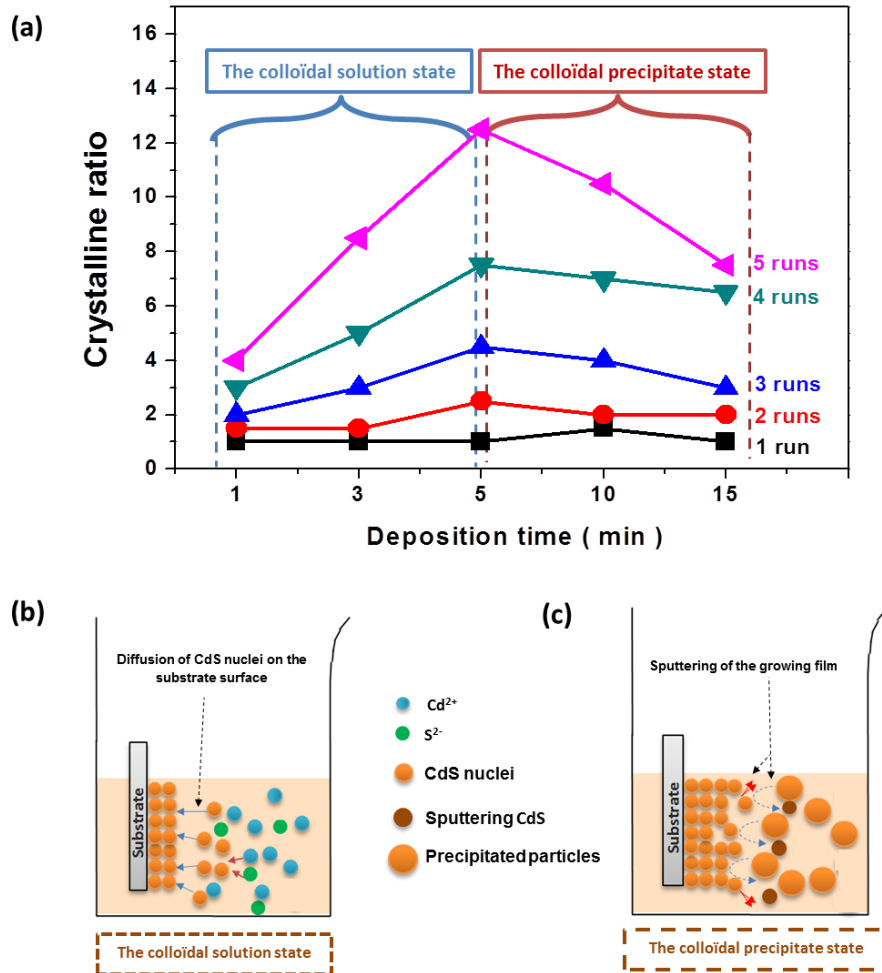 (a)
16
14
12
10
8
6
4
2
0
Crystalline ratio
The colloïdal solution state
The colloïdal precipitate state
5 runs
4 runs
3 runs
2 runs
1 run
1 3 5 10 15
Deposition time ( min )
(b)
Diffusion of CdS nuclei on the
substrate surface
Substrate
The colloïdal solution state
Cd2+
S2-
CdS nuclei
Sputtering CdS
Precipitated particles
(c)
Sputtering of the growing film
Substrate
The colloïdal precipitate state